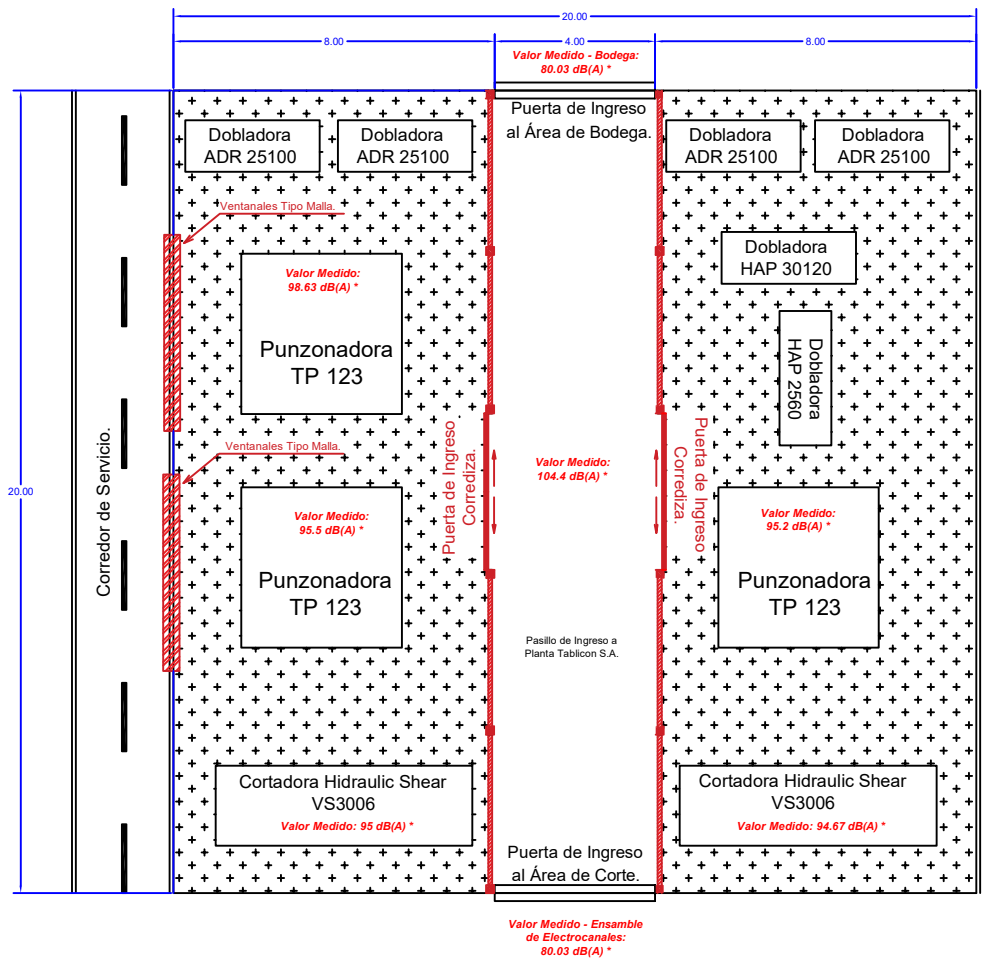 20.00
8.00
4.00
8.00
Valor Medido - Bodega:
80.03 dB(A) *
Puerta de Ingreso
al Área de Bodega.
Dobladora
ADR 25100
Dobladora
ADR 25100
Dobladora
ADR 25100
Dobladora
ADR 25100
Ventanales Tipo Malla.
Dobladora
HAP 30120
Valor Medido:
98.63 dB(A) *
Punzonadora
TP 123
Dobladora
HAP 2560
Ventanales Tipo Malla.
Puerta de Ingreso
Corrediza.
Valor Medido:
104.4 dB(A) *
Puerta de Ingreso
Corrediza.
20.00
Corredor de Servicio.
Valor Medido:
95.5 dB(A) *
Punzonadora
TP 123
Valor Medido:
95.2 dB(A) *
Punzonadora
TP 123
Pasillo de Ingreso a
Planta Tablicon S.A.
Cortadora Hidraulic Shear
VS3006
Valor Medido: 95 dB(A) *
Cortadora Hidraulic Shear
VS3006
Valor Medido: 94.67 dB(A) *
Puerta de Ingreso
al Área de Corte.
Valor Medido - Ensamble
de Electrocanales:
80.03 dB(A) *